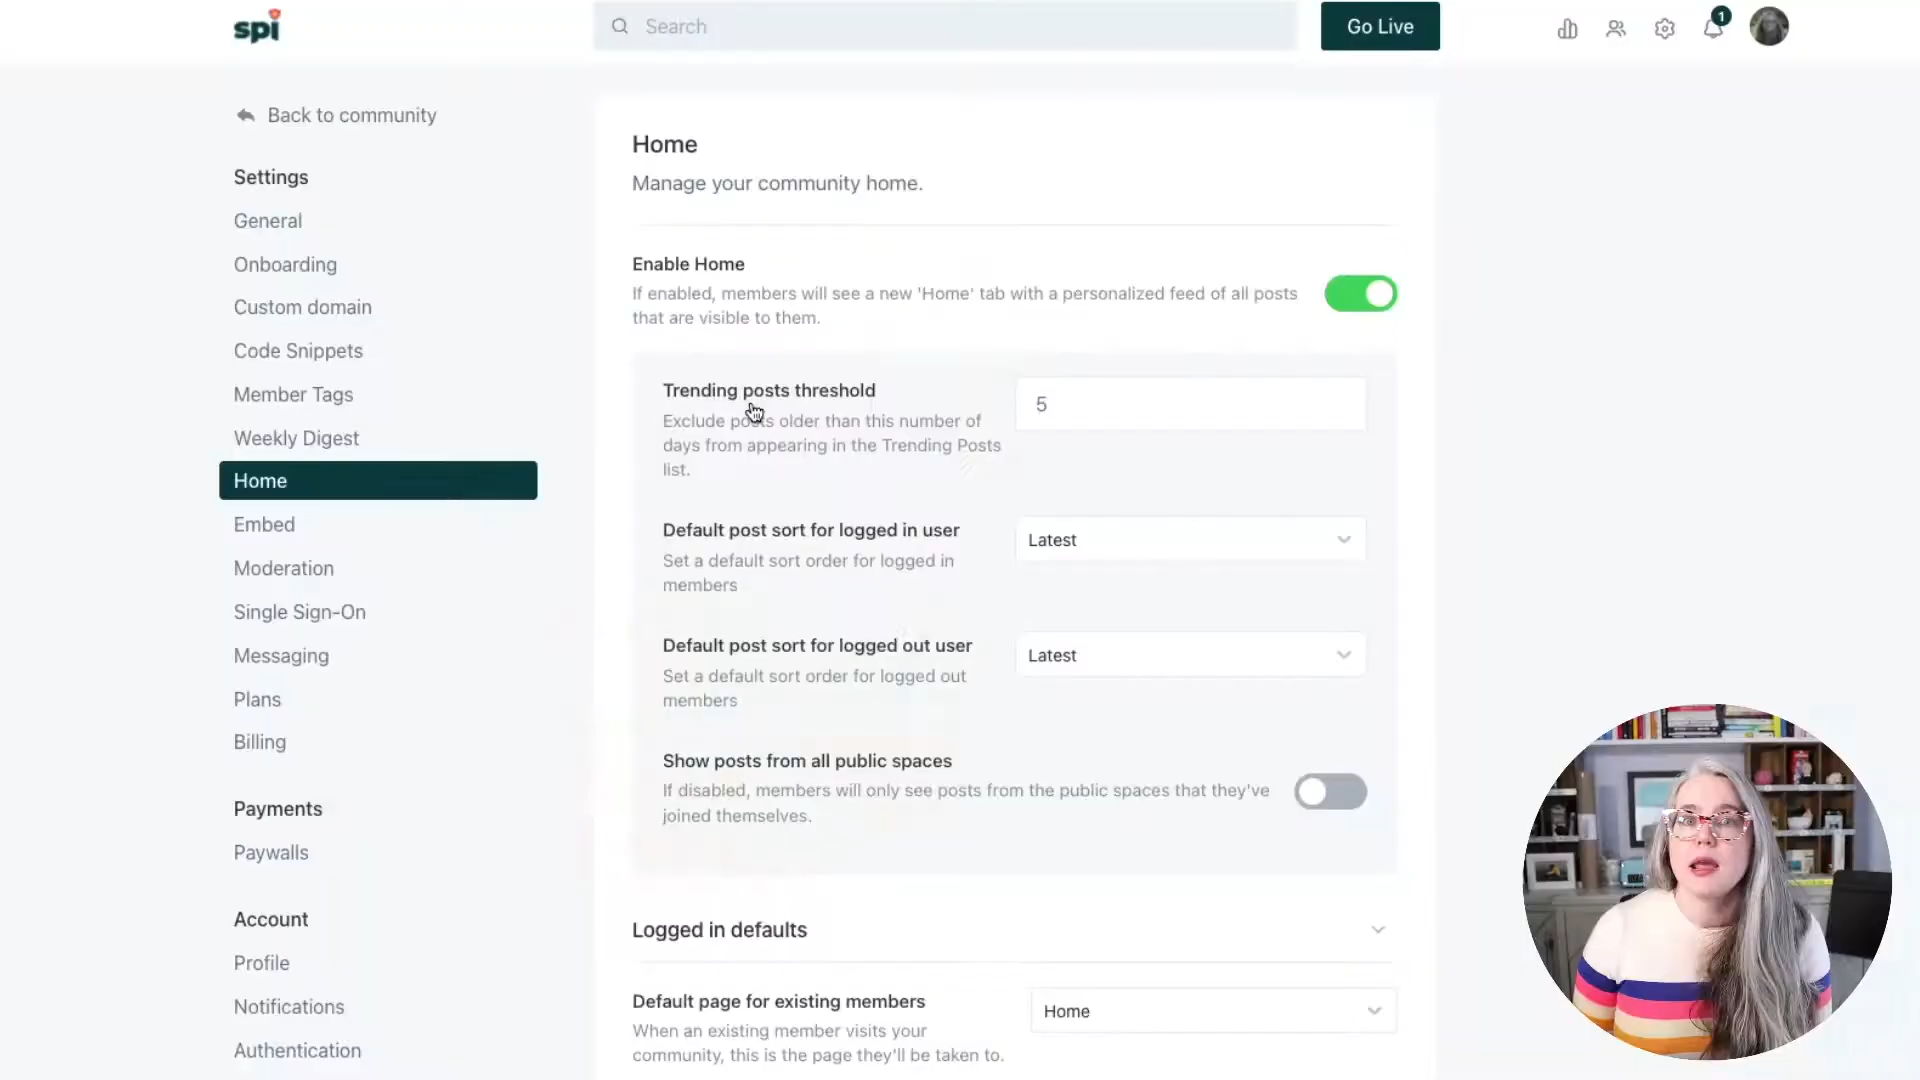 spi
Search
Go Live
1
Back to community
Settings
General
Onboarding
Custom domain
Code Snippets
Member Tags
Weekly Digest
Home
Embed
Moderation
Single Sign-On
Messaging
Plans
Billing
Payments
Paywalls
Account
Profile
Notifications
Authentication
Home
Manage your community home.
Enable Home
If enabled, members will see a new 'Home' tab with a personalized feed of all posts
that are visible to them.
Trending posts threshold
5
Exclude posts older than this number of
days from appearing in the Trending Posts
list.
Default post sort for logged in user
Latest
Set a default sort order for logged in
members
Default post sort for logged out user
Latest
Set a default sort order for logged out
members
Show posts from all public spaces
If disabled, members will only see posts from the public spaces that they've
joined themselves.
Logged in defaults
Default page for existing members
Home
When an existing member visits your
community, this is the page they'll be taken to.